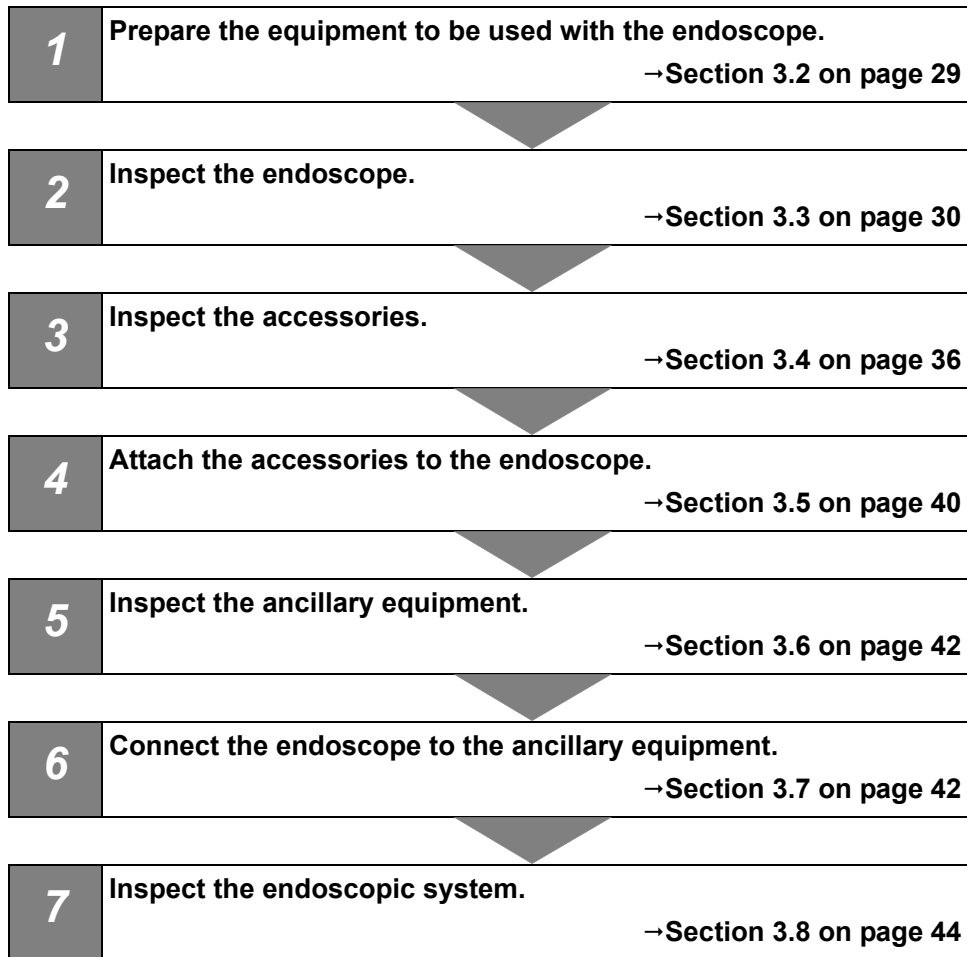 1
Prepare the equipment to be used with the endoscope.
→Section 3.2 on page 29
2
Inspect the endoscope.
→Section 3.3 on page 30
3
Inspect the accessories.
→Section 3.4 on page 36
4
Attach the accessories to the endoscope.
→Section 3.5 on page 40
5
Inspect the ancillary equipment.
→Section 3.6 on page 42
6
Connect the endoscope to the ancillary equipment.
→Section 3.7 on page 42
7
Inspect the endoscopic system.
→Section 3.8 on page 44